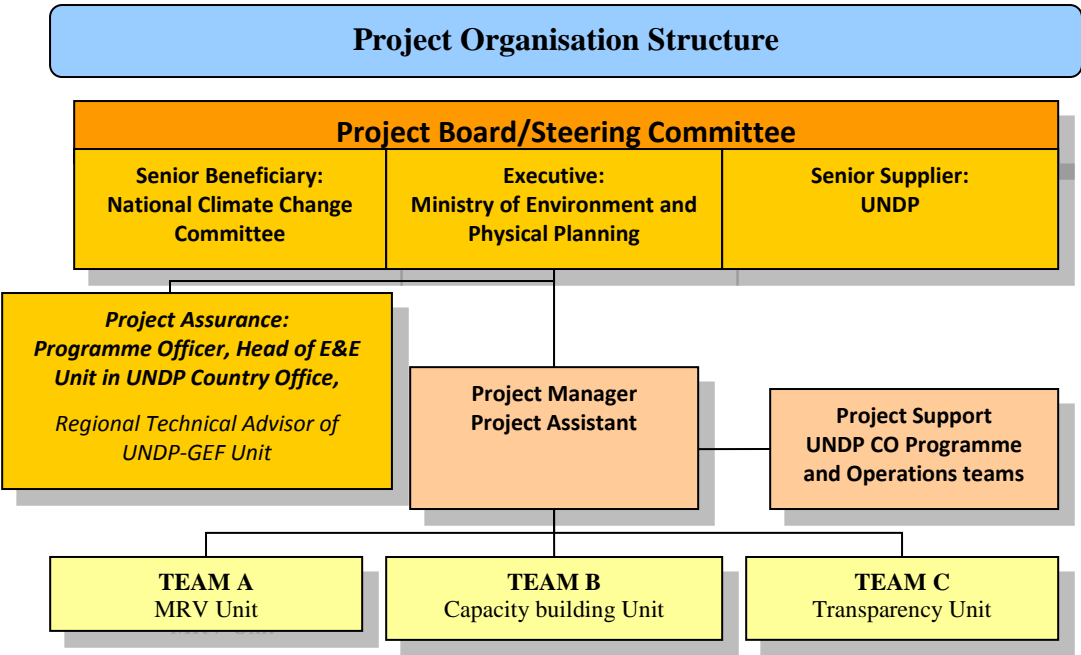 Project Organisation Structure
Project Board/Steering Committee
Senior Beneficiary:
National Climate Change
Committee
Executive:
Ministry of Environment and
Physical Planning
Senior Supplier:
UNDP
Project Assurance:
Programme Officer, Head of E&E
Unit in UNDP Country Office,
Regional Technical Advisor of
UNDP-GEF Unit
Project Manager
Project Assistant
Project Support
UNDP CO Programme
and Operations teams
TEAM A
MRV Unit
TEAM B
Capacity building Unit
TEAM C
Transparency Unit